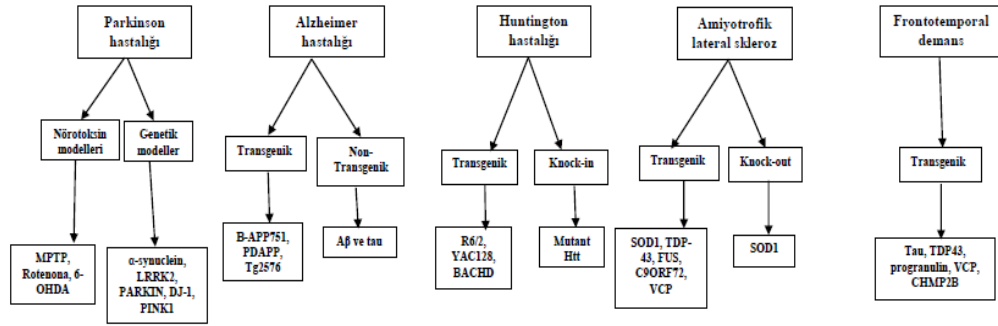 Parkinson
hastalığı
Alzheimer
hastalığı
Huntington
hastalığı
Amiyotrofik
lateral skleroz
Frontotemporal
demans
Nörotoksin
modelleri
Genetik
modeller
Transgenik
Non-
Transgenik
Transgenik
Knock-in
Transgenik
Knock-out
Transgenik
MPTP,
Rotenona, 6-
OHDA
α-synuclein,
LRRK2,
PARKIN, DJ-1,
PINK1
B-APP751,
PDAPP,
Tg2576
Aβ ve tau
R6/2,
YAC128,
BACHD
Mutant
Htt
SOD1, TDP-
43, FUS,
C9ORF72,
VCP
SOD1
Tau, TDP43,
progranulin, VCP,
CHMP2B